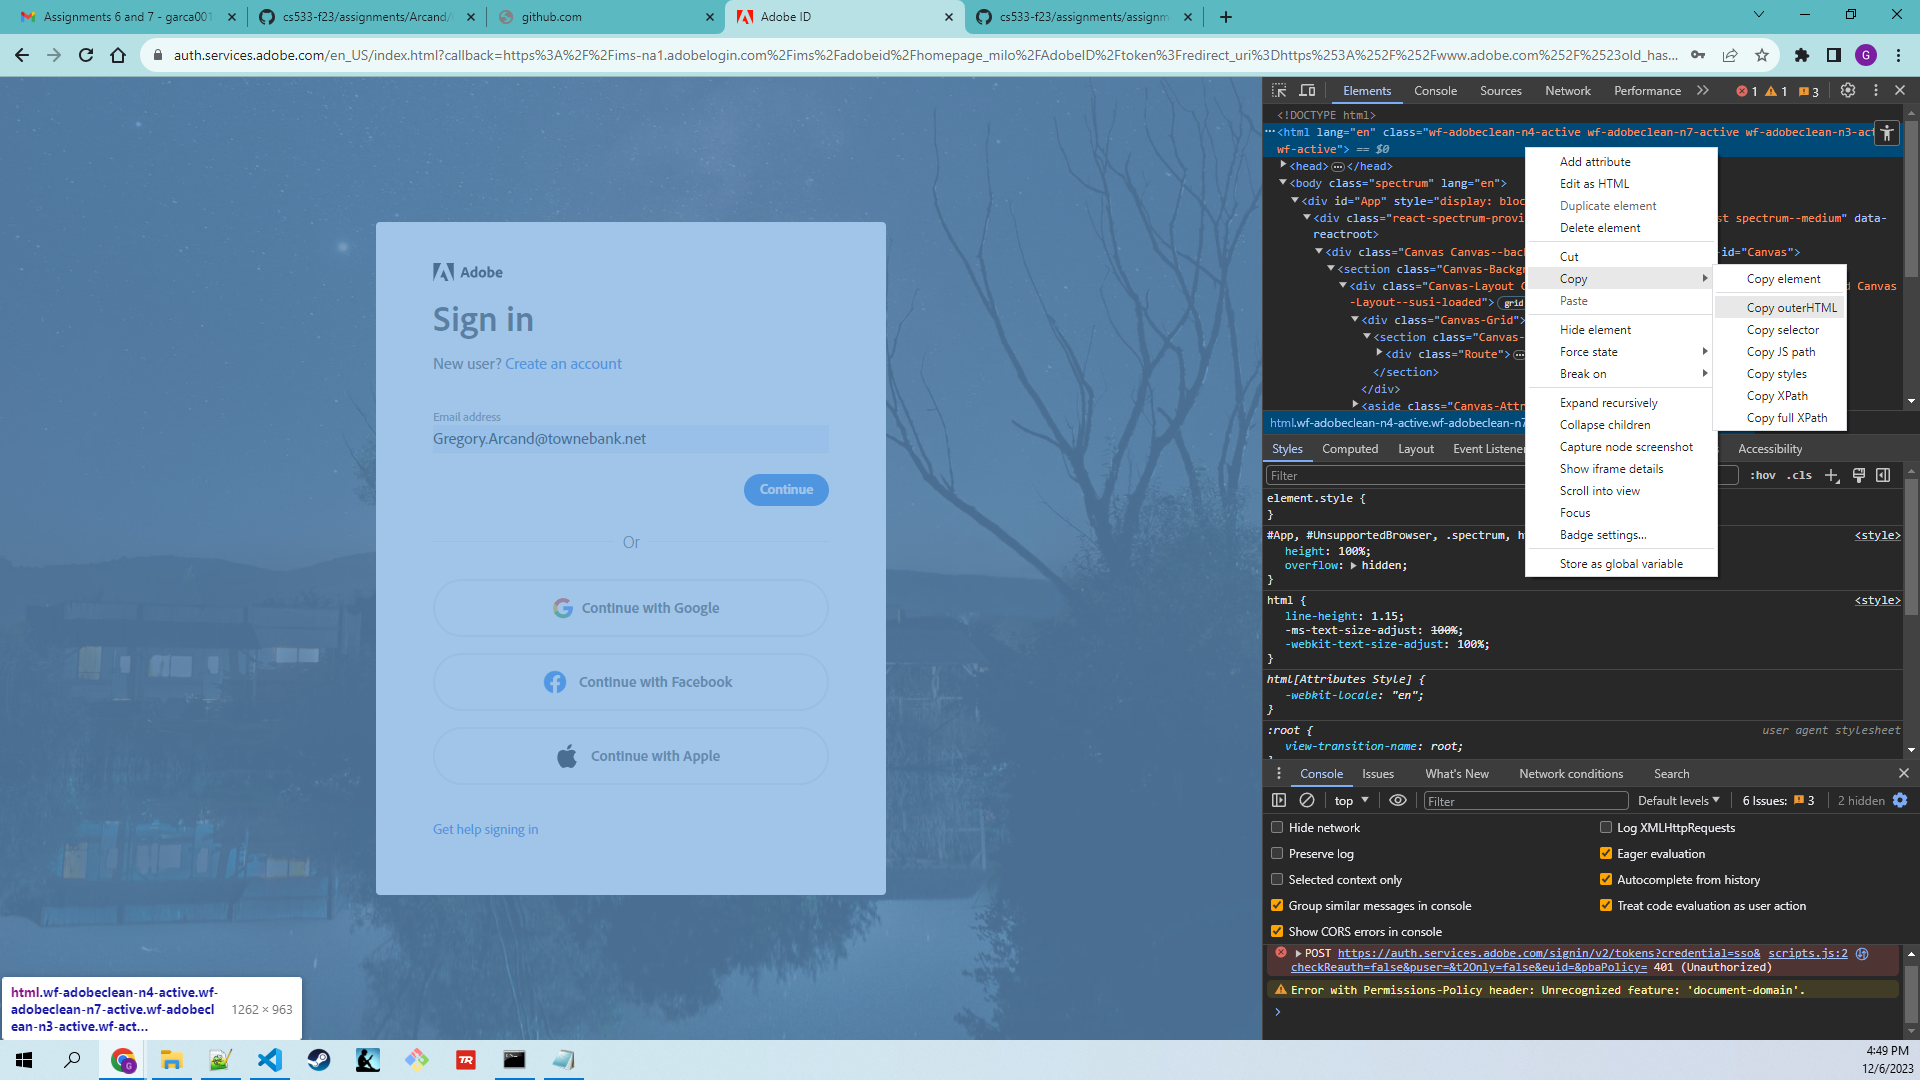 Assignments 6 and 7 - garca001
cs533-f23/assignments/Arcand/
github.com
Adobe ID
cs533-f23/assignments/assignm
auth.services.adobe.com/en_US/index.html?callback=https%3A%2F%2Fims-na1.adobelogin.com%2Fims%2Fadobeid%2Fhomepage_milo%2FAdobeID%2Ftoken%3Fredirect_uri%3Dhttps%253A%252F%252Fwww.adobe.com%252F%2523old_has...
G
Adobe
Sign in
New user? Create an account
Email address
Gregory.Arcand@townebank.net
Continue
Or
Continue with Google
Continue with Facebook
Continue with Apple
Get help signing in
html.wf-adobeclean-n4-active.wf-
adobeclean-n7-active.wf-adobecl
ean-n3-active.wf-act...
1262 × 963
Elements Console Sources Network Performance 1 1 3
<!DOCTYPE html>
<html lang="en" class="wf-adobeclean-n4-active wf-adobeclean-n7-active wf-adobeclean-n3-act
wf-active"> == $0
<head> </head>
<body class="spectrum" lang="en">
<div id="App" style="display: bloc
<div class="react-spectrum-provi st spectrum--medium" data-
reactroot>
<div class="Canvas Canvas--back -id="Canvas">
<section class="Canvas-Backgr
<div class="Canvas-Layout C d Canvas
-Layout--susi-loaded"> grid
<div class="Canvas-Grid">
<section class="Canvas-
<div class="Route">
</section>
</div>
<aside class="Canvas-Attr
html.wf-adobeclean-n4-active.wf-adobeclean-n7
Add attribute
Edit as HTML
Duplicate element
Delete element
Cut
Copy
Paste
Hide element
Force state
Break on
Expand recursively
Collapse children
Capture node screenshot
Show iframe details
Scroll into view
Focus
Badge settings...
Store as global variable
Copy element
Copy outerHTML
Copy selector
Copy JS path
Copy styles
Copy XPath
Copy full XPath
Styles Computed Layout Event Listener Accessibility
Filter :hov .cls
element.style {
}
#App, #UnsupportedBrowser, .spectrum, h <style>
height: 100%;
overflow: hidden;
}
html { <style>
line-height: 1.15;
-ms-text-size-adjust: 100%;
-webkit-text-size-adjust: 100%;
}
html[Attributes Style] {
-webkit-locale: "en";
}
:root { user agent stylesheet
view-transition-name: root;
Console Issues What's New Network conditions Search
top Filter Default levels 6 Issues: 3 2 hidden
Hide network Log XMLHttpRequests
Preserve log Eager evaluation
Selected context only Autocomplete from history
Group similar messages in console Treat code evaluation as user action
Show CORS errors in console
POST https://auth.services.adobe.com/signin/v2/tokens?credential=sso& scripts.js:2
checkReauth=false&puser=&t2Only=false&euid=&pbaPolicy= 401 (Unauthorized)
Error with Permissions-Policy header: Unrecognized feature: 'document-domain'.
TR
4:49 PM
12/6/2023